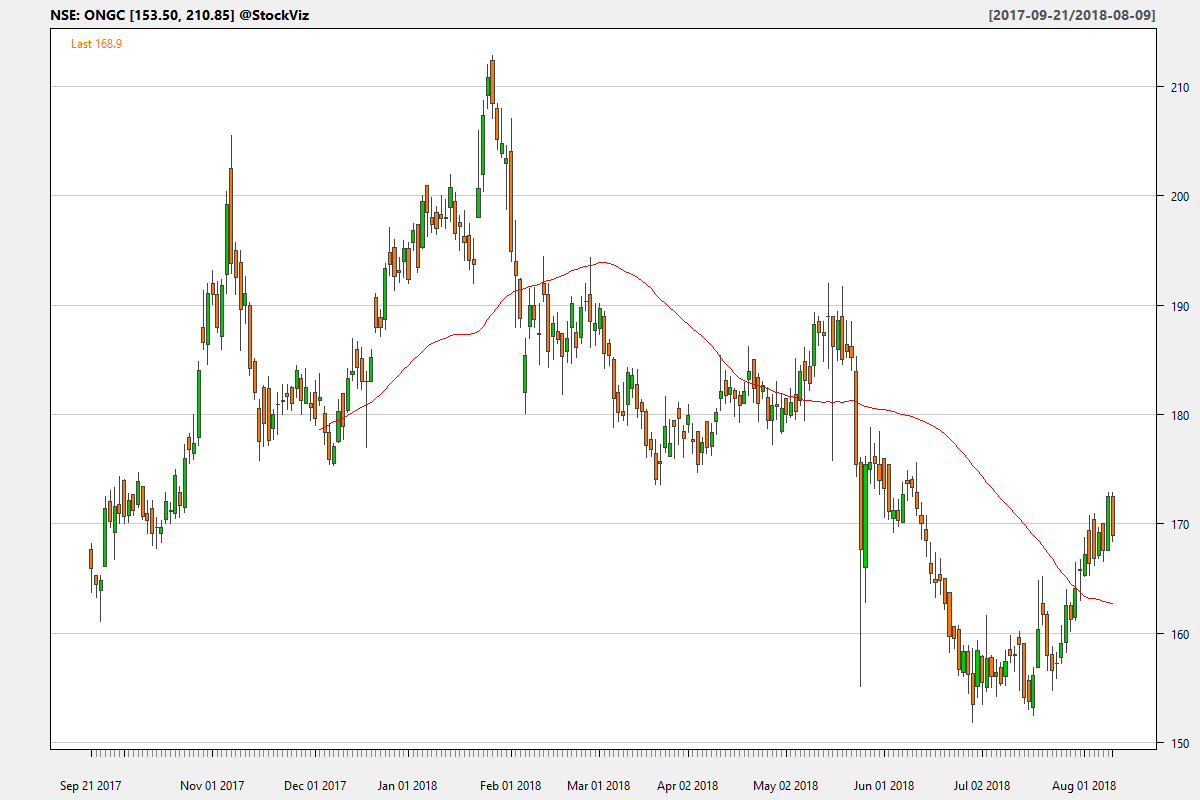 NSE: ONGC [153.50, 210.85] @StockViz
[2017-09-21/2018-08-09]
Last 168.9
210
200
190
180
170
160
150
Sep 21 2017
Nov 01 2017
Dec 01 2017
Jan 01 2018
Feb 01 2018
Mar 01 2018
Apr 02 2018
May 02 2018
Jun 01 2018
Jul 02 2018
Aug 01 2018